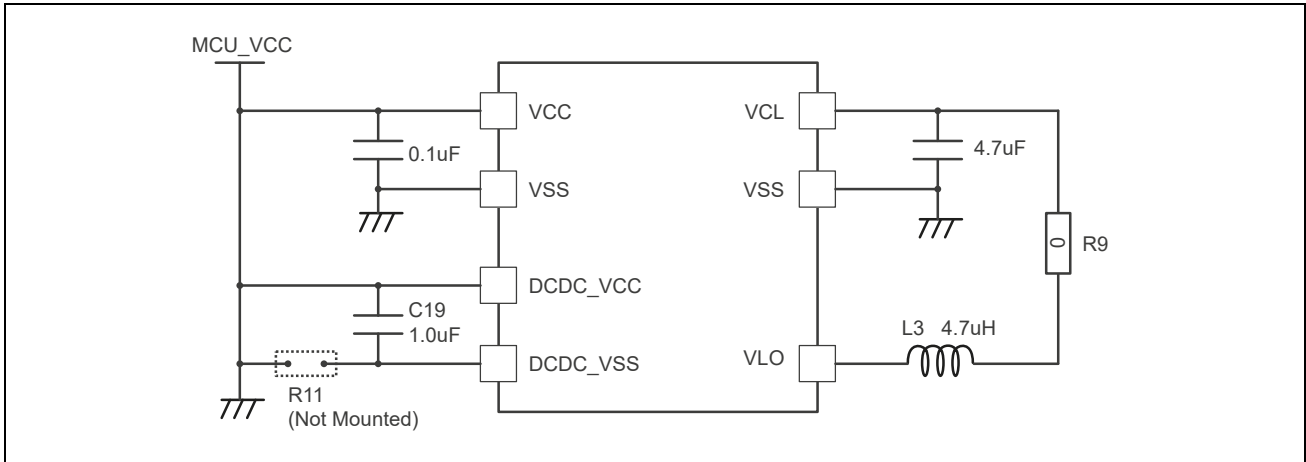 MCU_VCC
VCC
VCL
0.1uF
4.7uF
VSS
VSS
0
R9
DCDC_VCC
C19
1.0uF
L3 4.7uH
DCDC_VSS
VLO
R11
(Not Mounted)